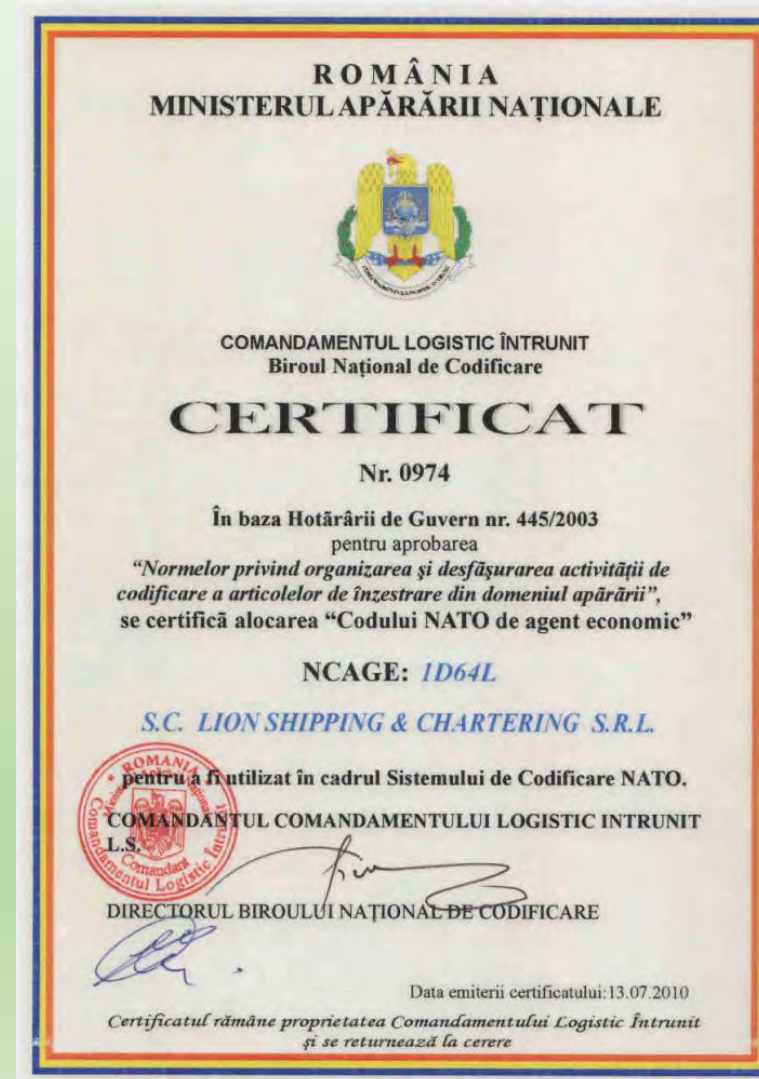 ROMÂNIA
MINISTERUL APĂRĂRII NAȚIONALE
COMANDAMENTUL LOGISTIC ÎNTRUNIT
Biroul Național de Codificare
CERTIFICAT
Nr. 0974
În baza Hotărârii de Guvern nr. 445/2003
pentru aprobarea
“Normelor privind organizarea și desfășurarea activității de
codificare a articolelor de înzestrare din domeniul apărării”,
se certifică alocarea “Codului NATO de agent economic”
NCAGE: 1D64L
S.C. LION SHIPPING & CHARTERING S.R.L.
pentru a fi utilizat în cadrul Sistemului de Codificare NATO.
COMANDANTUL COMANDAMENTULUI LOGISTIC INTRUNIT
L.S.
ROMANIA
Comandamentul Logistic
Comandant
DIRECTORUL BIROULUI NAȚIONAL DE CODIFICARE
Data emiterii certificatului:13.07.2010
Certificatul rămâne proprietatea Comandamentului Logistic Întrunit
și se returnează la cerere